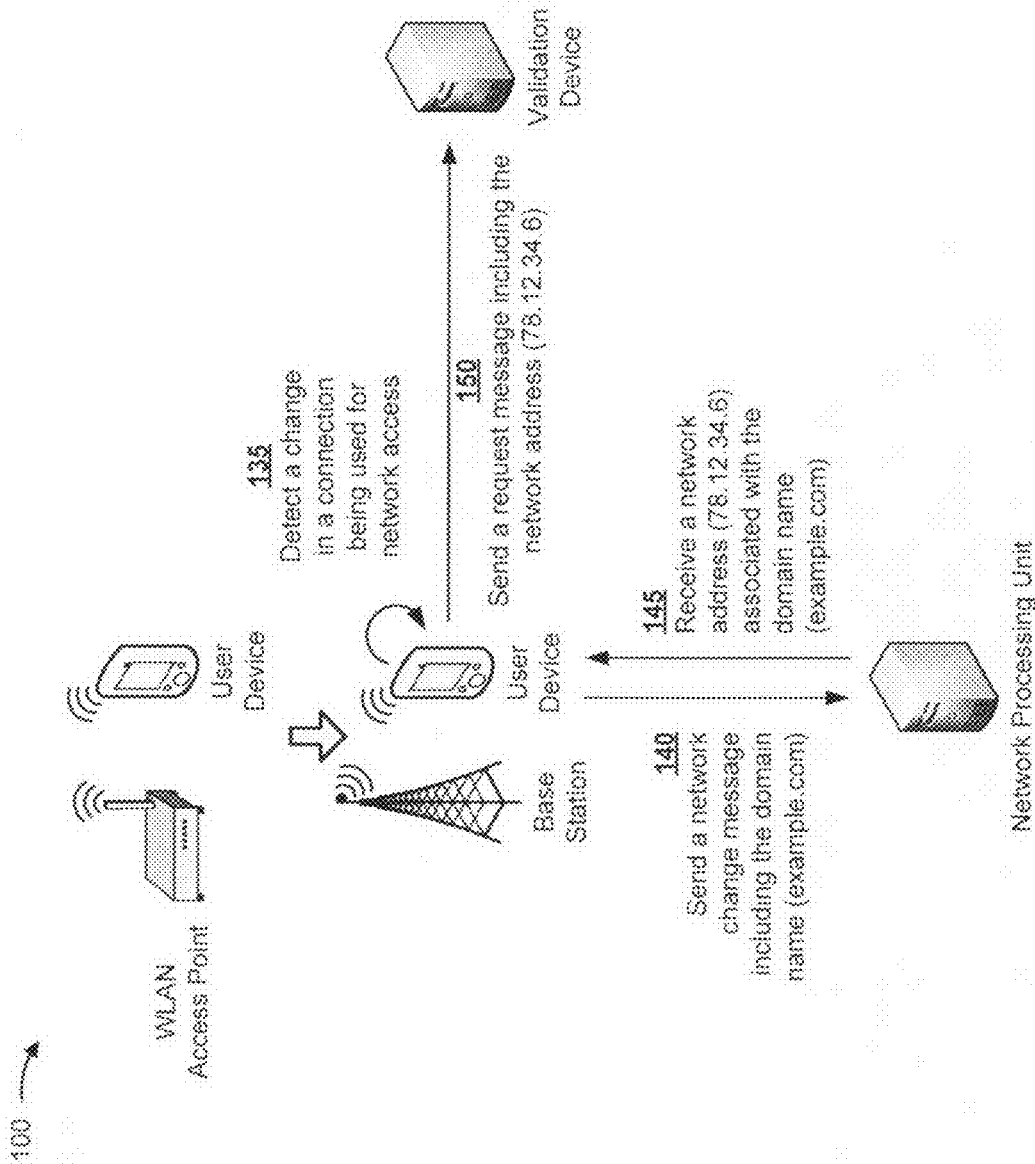 100
WLAN
Access Point
User
Device
135
Detect a change
in a connection
being used for
network access
Base
Station
User
Device
150
Send a request message including the
network address (78.12.34.6)
Validation
Device
140
Send a network
change message
including the domain
name (example.com)
145
Receive a network
address (78.12.34.6)
associated with the
domain name
(example.com)
Network Processing Unit